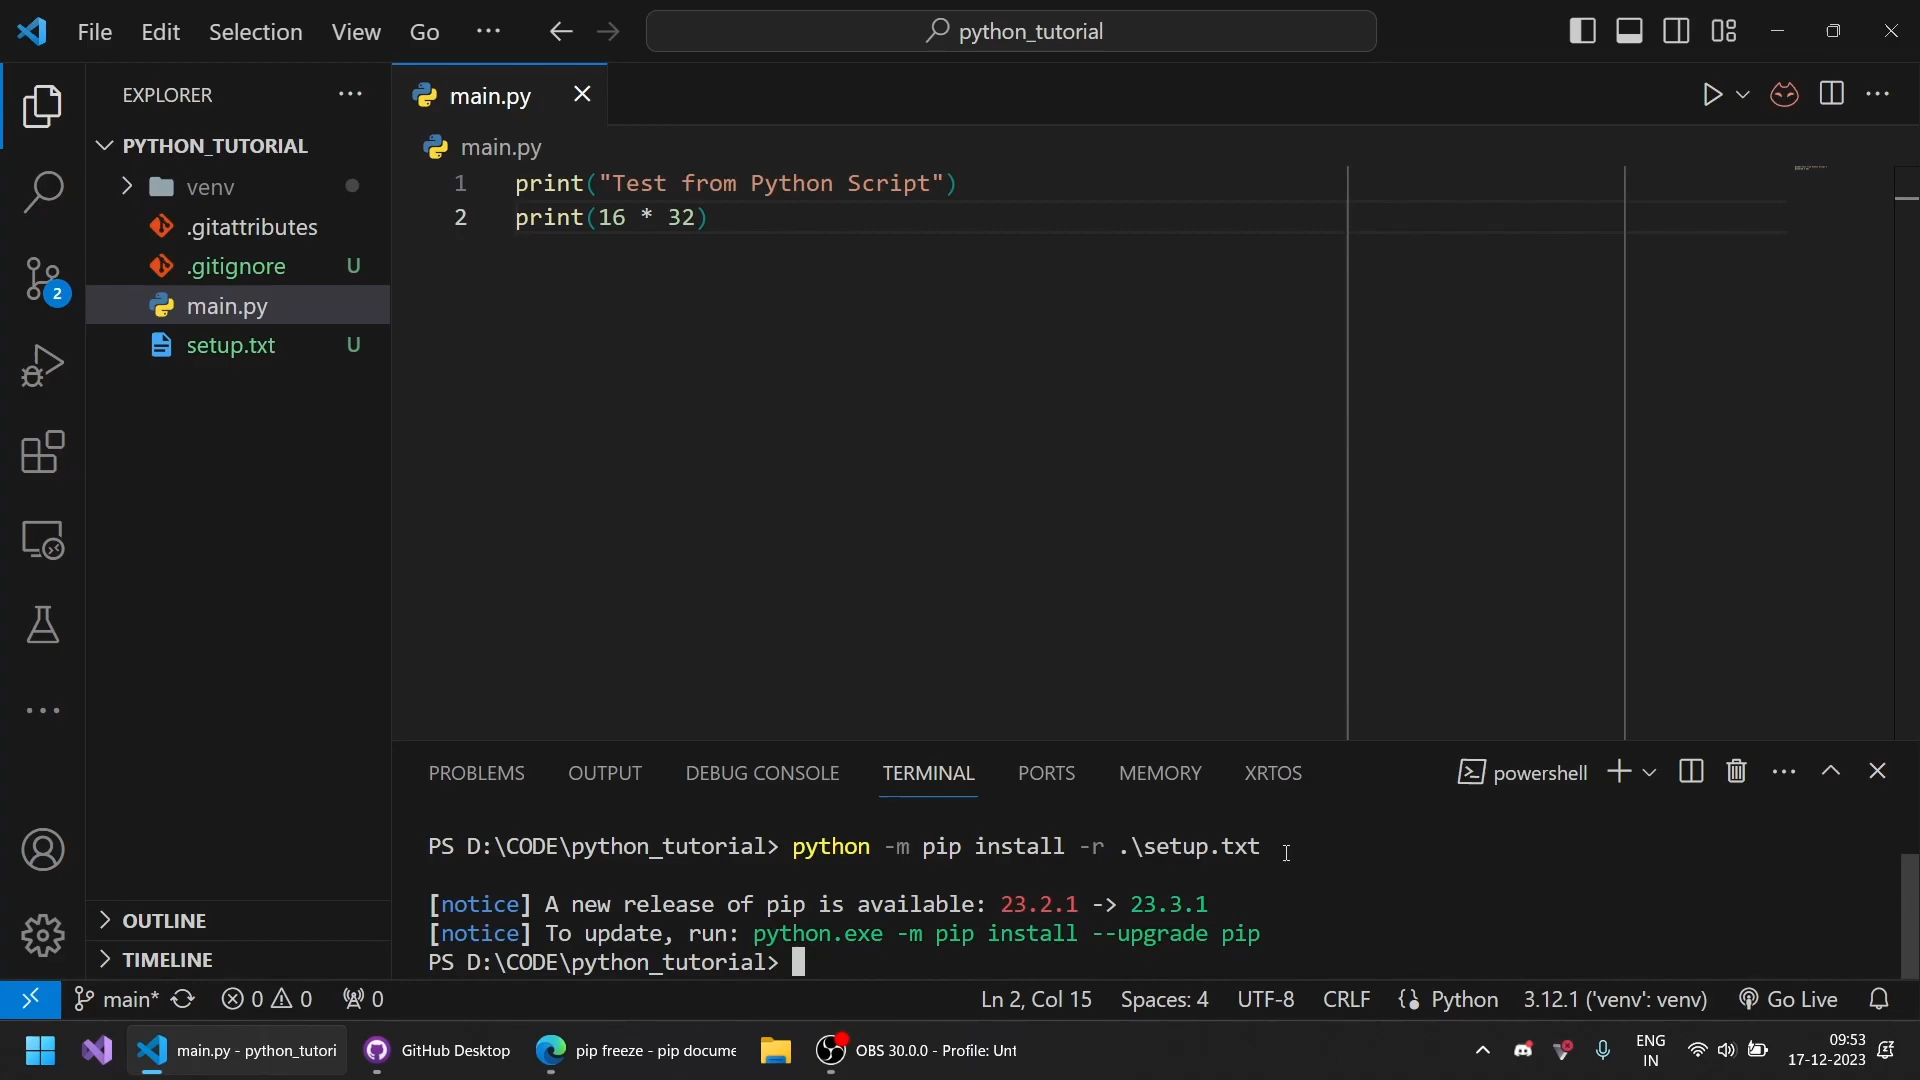 File Edit Selection View Go ··· python_tutorial
EXPLORER ···
PYTHON_TUTORIAL
venv
.gitattributes
.gitignore U
main.py
setup.txt U
OUTLINE
TIMELINE
2
main.py
main.py
1 print("Test from Python Script")
2 print(16 * 32)
PROBLEMS OUTPUT DEBUG CONSOLE TERMINAL PORTS MEMORY XRTOS powershell
PS D:\CODE\python_tutorial> python -m pip install -r .\setup.txt
[notice] A new release of pip is available: 23.2.1 -> 23.3.1
[notice] To update, run: python.exe -m pip install --upgrade pip
PS D:\CODE\python_tutorial>
main* 0 0 0 Ln 2, Col 15 Spaces: 4 UTF-8 CRLF Python 3.12.1 ('venv': venv) Go Live
main.py - python_tutori GitHub Desktop pip freeze - pip docume OBS 30.0.0 - Profile: Unt ENG 09:53
IN 17-12-2023